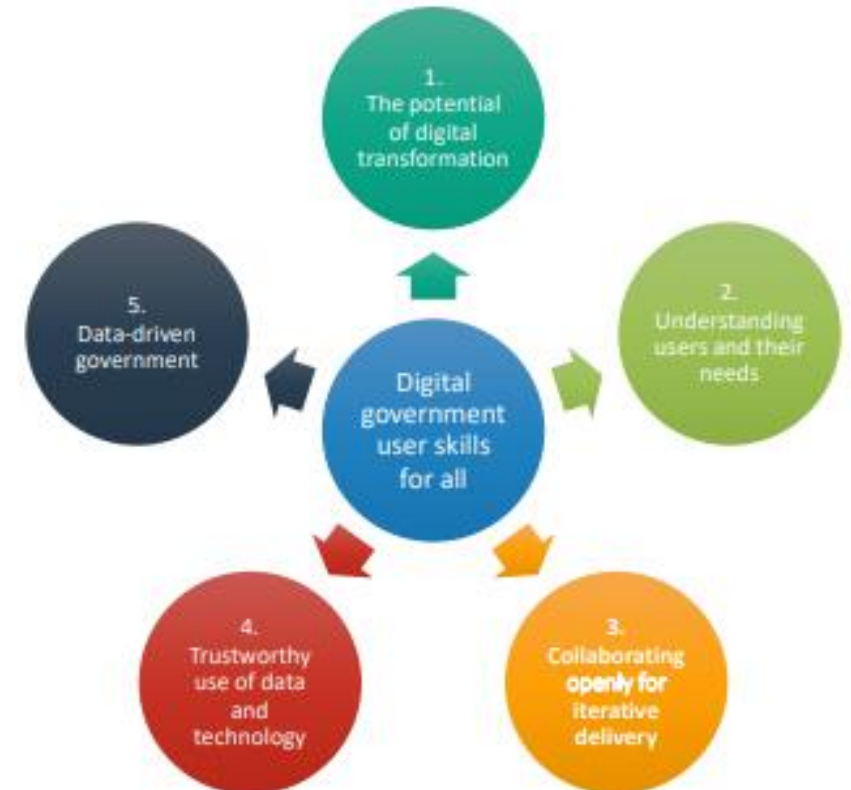 1.
The potential
of digital
transformation
5.
Data-driven
government
2.
Understanding
users and their
needs
Digital
government
user skills
for all
4.
Trustworthy
use of data
and
technology
3.
Collaborating
openly for
iterative
delivery